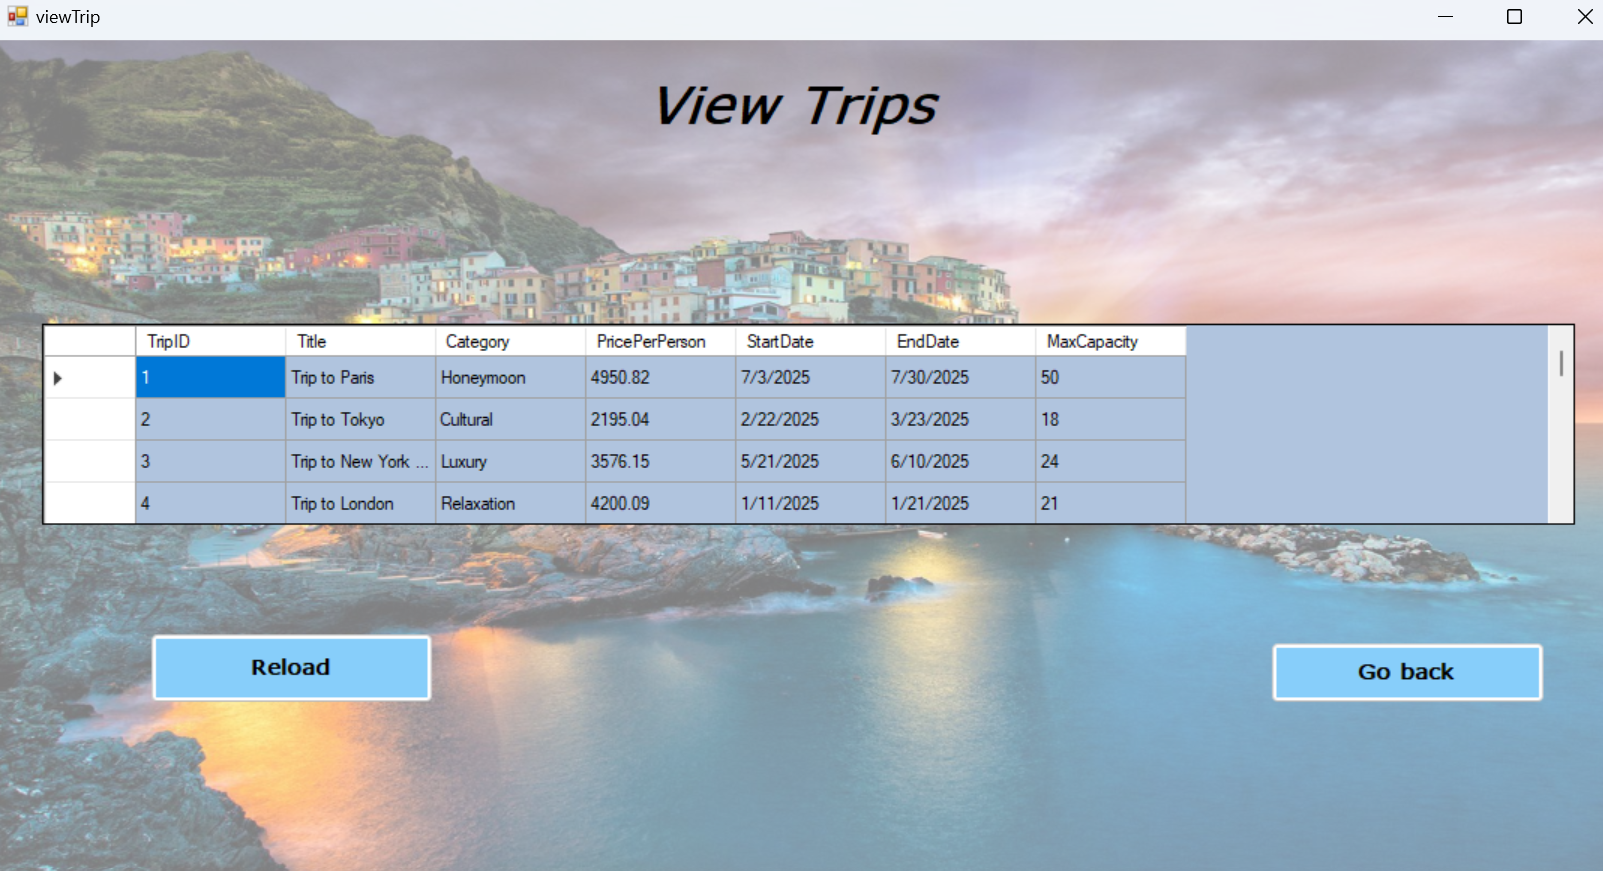 viewTrip
View Trips
TripID Title Category PricePerPerson StartDate EndDate MaxCapacity
1 Trip to Paris Honeymoon 4950.82 7/3/2025 7/30/2025 50
2 Trip to Tokyo Cultural 2195.04 2/22/2025 3/23/2025 18
3 Trip to New York ... Luxury 3576.15 5/21/2025 6/10/2025 24
4 Trip to London Relaxation 4200.09 1/11/2025 1/21/2025 21
Reload
Go back